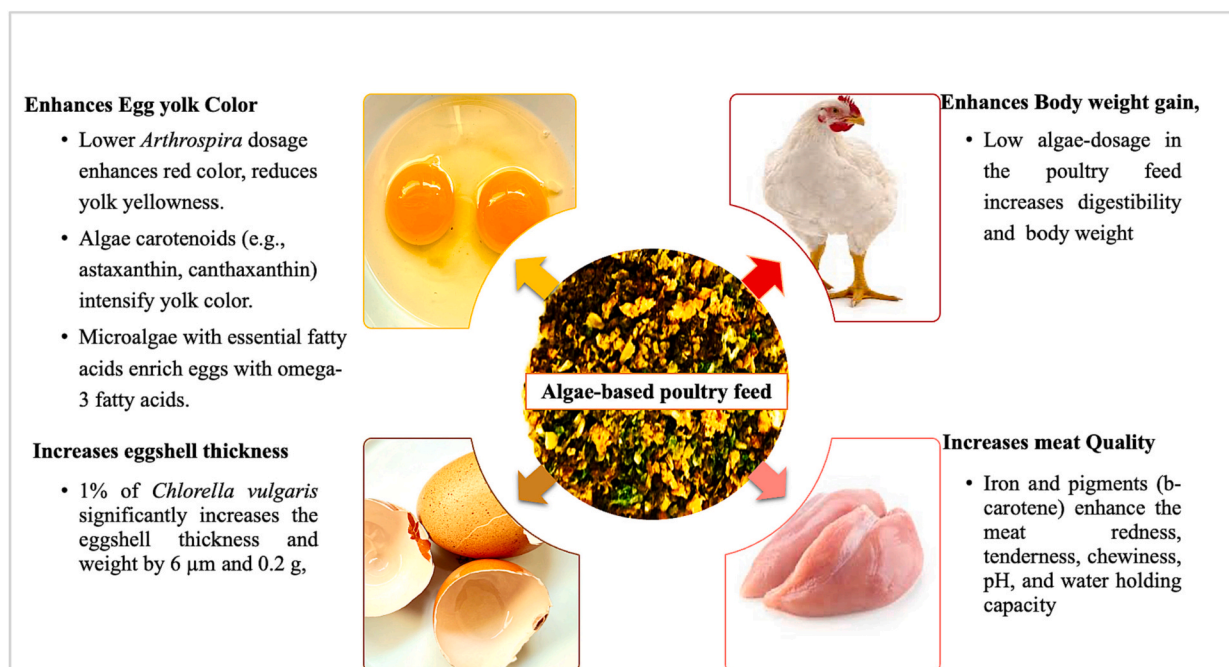 Enhances Egg yolk Color
• Lower Arthrospira dosage
enhances red color, reduces
yolk yellowness.
• Algae carotenoids (e.g.,
astaxanthin, canthaxanthin)
intensify yolk color.
• Microalgae with essential fatty
acids enrich eggs with omega-
3 fatty acids.
Enhances Body weight gain,
• Low algae-dosage in
the poultry feed
increases digestibility
and body weight
Algae-based poultry feed
Increases eggshell thickness
• 1% of Chlorella vulgaris
significantly increases the
eggshell thickness and
weight by 6 µm and 0.2 g,
Increases meat Quality
• Iron and pigments (b-
carotene) enhance the
meat redness,
tenderness, chewiness,
pH, and water holding
capacity